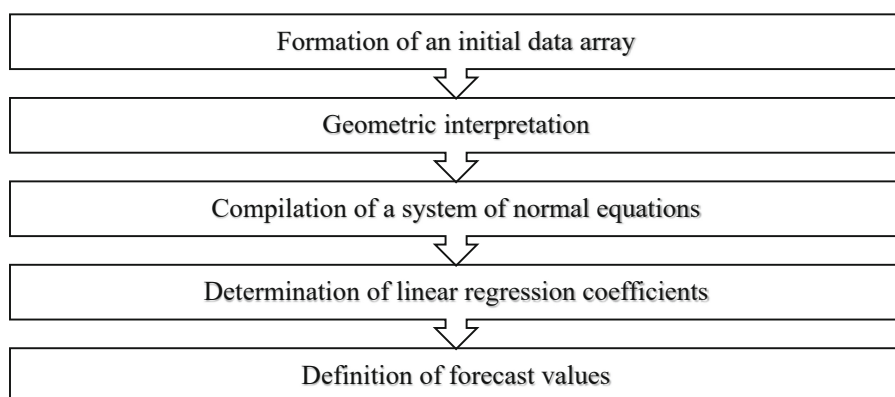 Formation of an initial data array
Geometric interpretation
Compilation of a system of normal equations
Determination of linear regression coefficients
Definition of forecast values